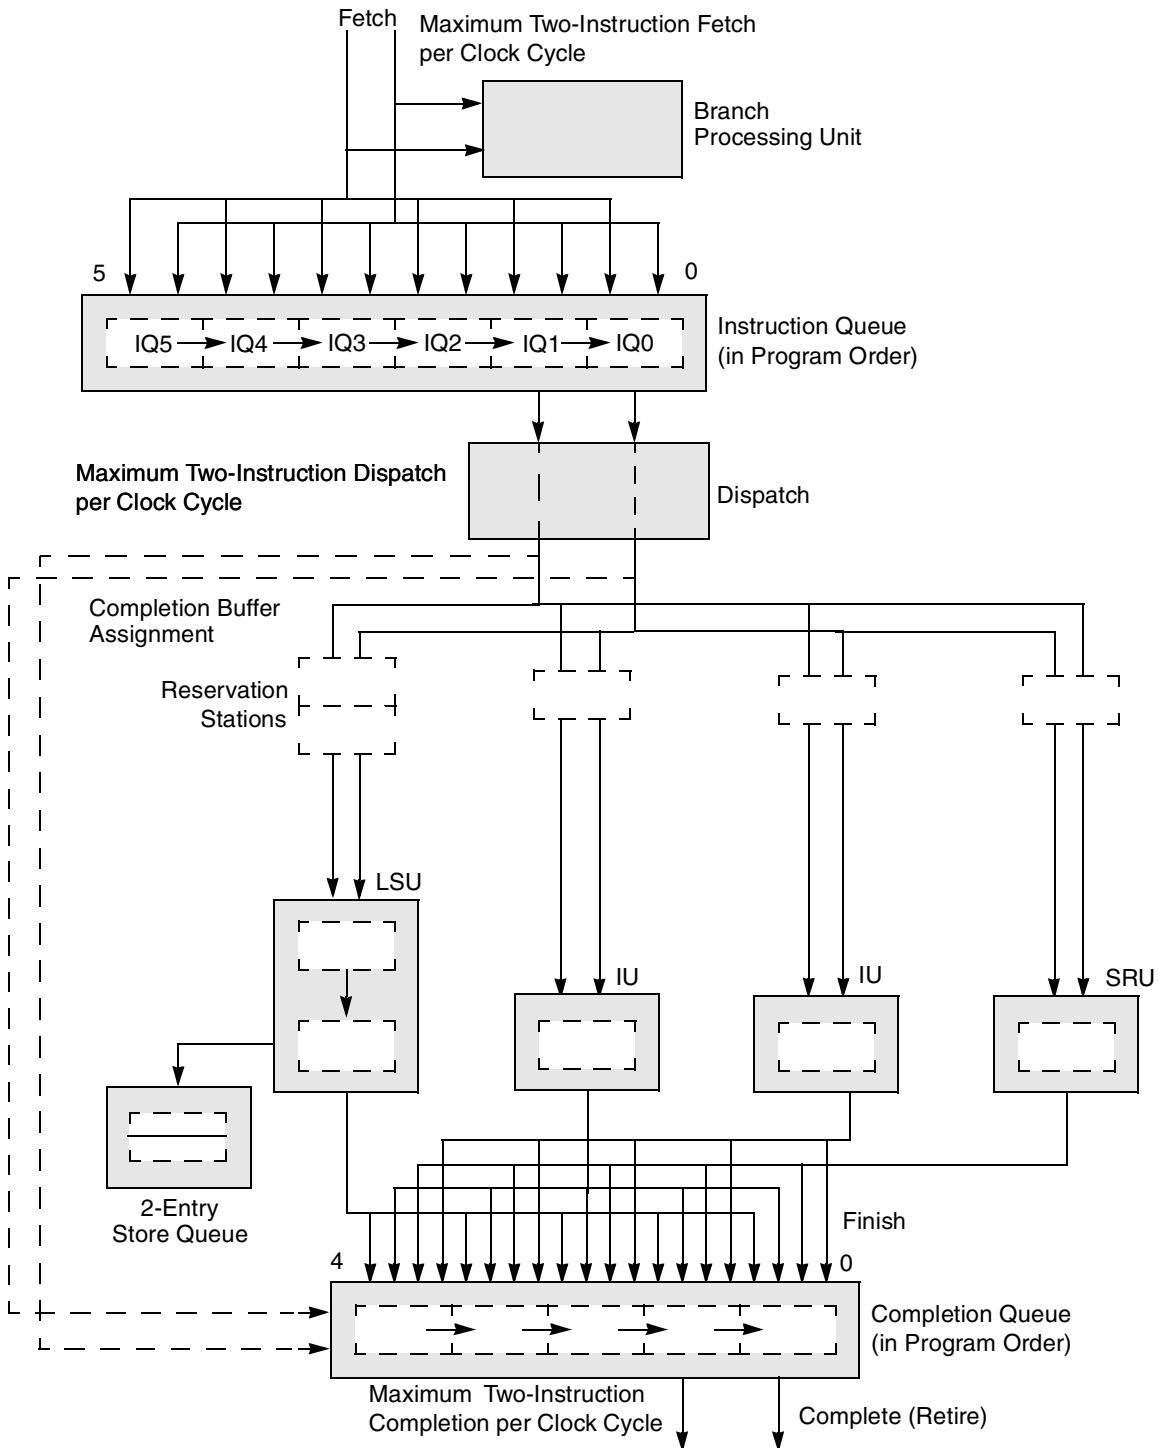 Fetch
Maximum Two-Instruction Fetch
per Clock Cycle
Branch
Processing Unit
5
0
IQ5
IQ4
IQ3
IQ2
IQ1
IQ0
Instruction Queue
(in Program Order)
Maximum Two-Instruction Dispatch
per Clock Cycle
Dispatch
Completion Buffer
Assignment
Reservation
Stations
LSU
IU
IU
SRU
2-Entry
Store Queue
Finish
4
0
Completion Queue
(in Program Order)
Maximum Two-Instruction
Completion per Clock Cycle
Complete (Retire)